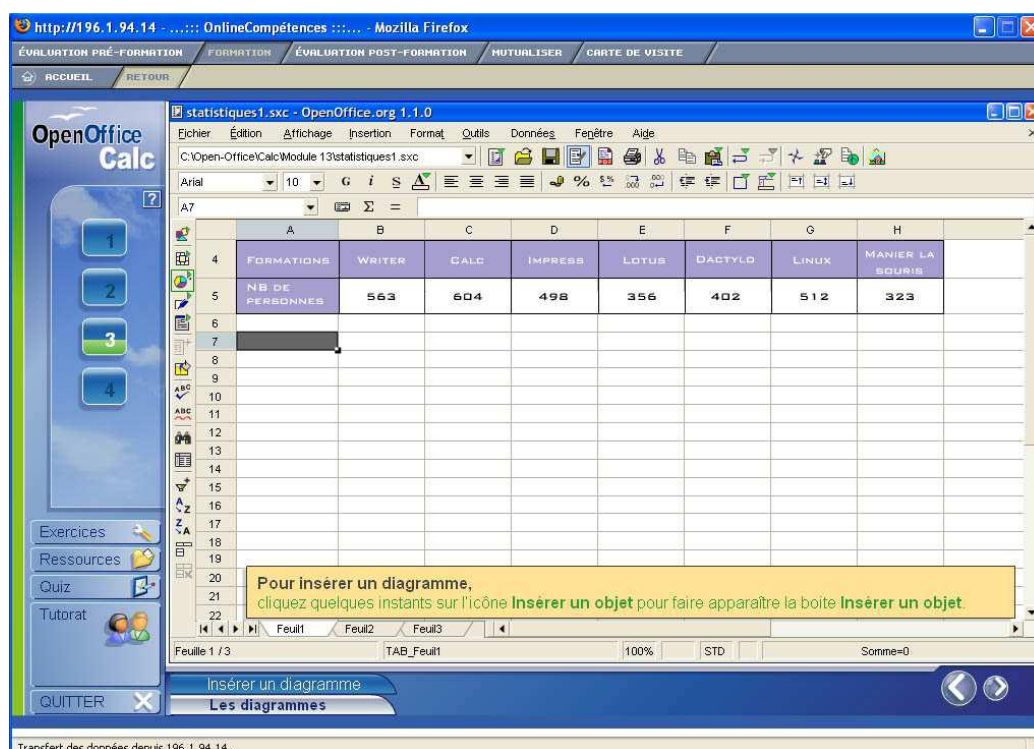 http://196.1.94.14 - ...::: OnlineCompétences :::... - Mozilla Firefox
ÉVALUATION PRÉ-FORMATION FORMATION ÉVALUATION POST-FORMATION MUTUALISER CARTE DE VISITE
ACCUEIL RETOUR
OpenOffice
Calc
?
1
2
3
4
Exercices
Ressources
Quiz
Tutorat
QUITTER
statistiques1.sxc - OpenOffice.org 1.1.0
Fichier Édition Affichage Insertion Format Outils Données Fenêtre Aide
C:\Open-Office\Calc\Module 13\statistiques1.sxc
Arial 10 G i S A %
A7 Σ =
A B C D E F G H
4 FORMATIONS WRITER CALC IMPRESS LOTUS DACTYLO LINUX MANIER LA SOURIS
5 NB DE PERSONNES 563 604 498 356 402 512 323
6
7
8
9
10
11
12
13
14
15
16
17
18
19
20
21
22
Pour insérer un diagramme,
cliquez quelques instants sur l'icône Insérer un objet pour faire apparaître la boite Insérer un objet.
Feuil1 Feuil2 Feuil3
Feuille 1 / 3 TAB_Feuil1 100% STD Somme=0
Insérer un diagramme
Les diagrammes
Transfert des données depuis 196.1.94.14